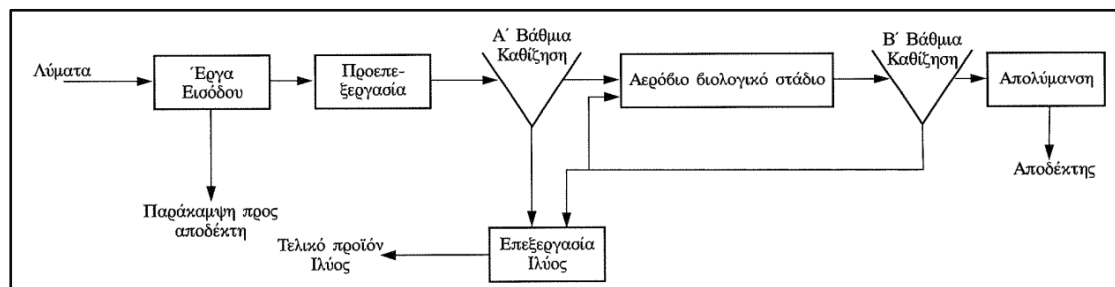 Λύματα
Έργα
Εισόδου
Προεπε-
ξεργασία
Α΄ Βάθμια
Καθίζηση
Αερόβιο βιολογικό στάδιο
Β΄ Βάθμια
Καθίζηση
Απολύμανση
Αποδέκτης
Παράκαμψη προς
αποδέκτη
Τελικό προϊόν
Ιλύος
Επεξεργασία
Ιλύος